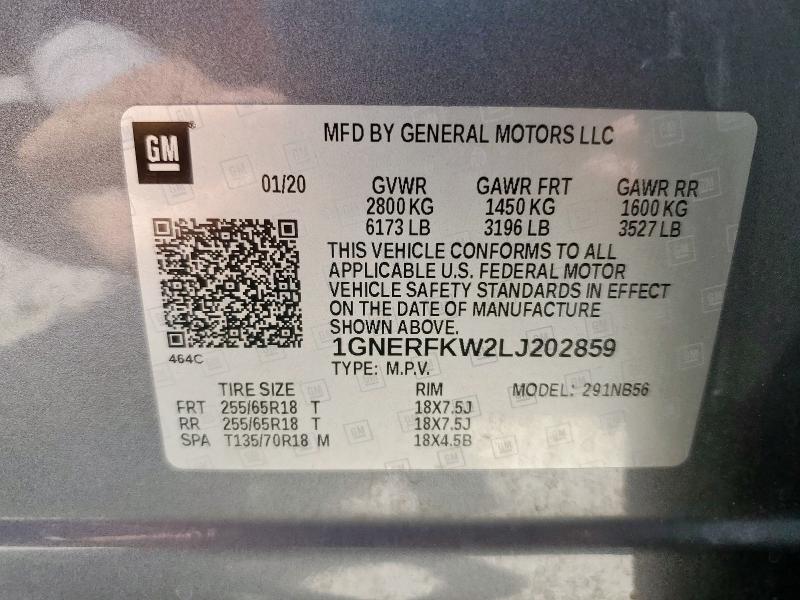 GM
MFD BY GENERAL MOTORS LLC
01/20 GVWR GAWR FRT GAWR RR
2800 KG 1450 KG 1600 KG
6173 LB 3196 LB 3527 LB
THIS VEHICLE CONFORMS TO ALL
APPLICABLE U.S. FEDERAL MOTOR
VEHICLE SAFETY STANDARDS IN EFFECT
ON THE DATE OF MANUFACTURE
SHOWN ABOVE.
1GNERFKW2LJ202859
464C
TYPE: M.P.V.
TIRE SIZE RIM MODEL: 291NB56
FRT 255/65R18 T 18X7.5J
RR 255/65R18 T 18X7.5J
SPA T135/70R18 M 18X4.5B